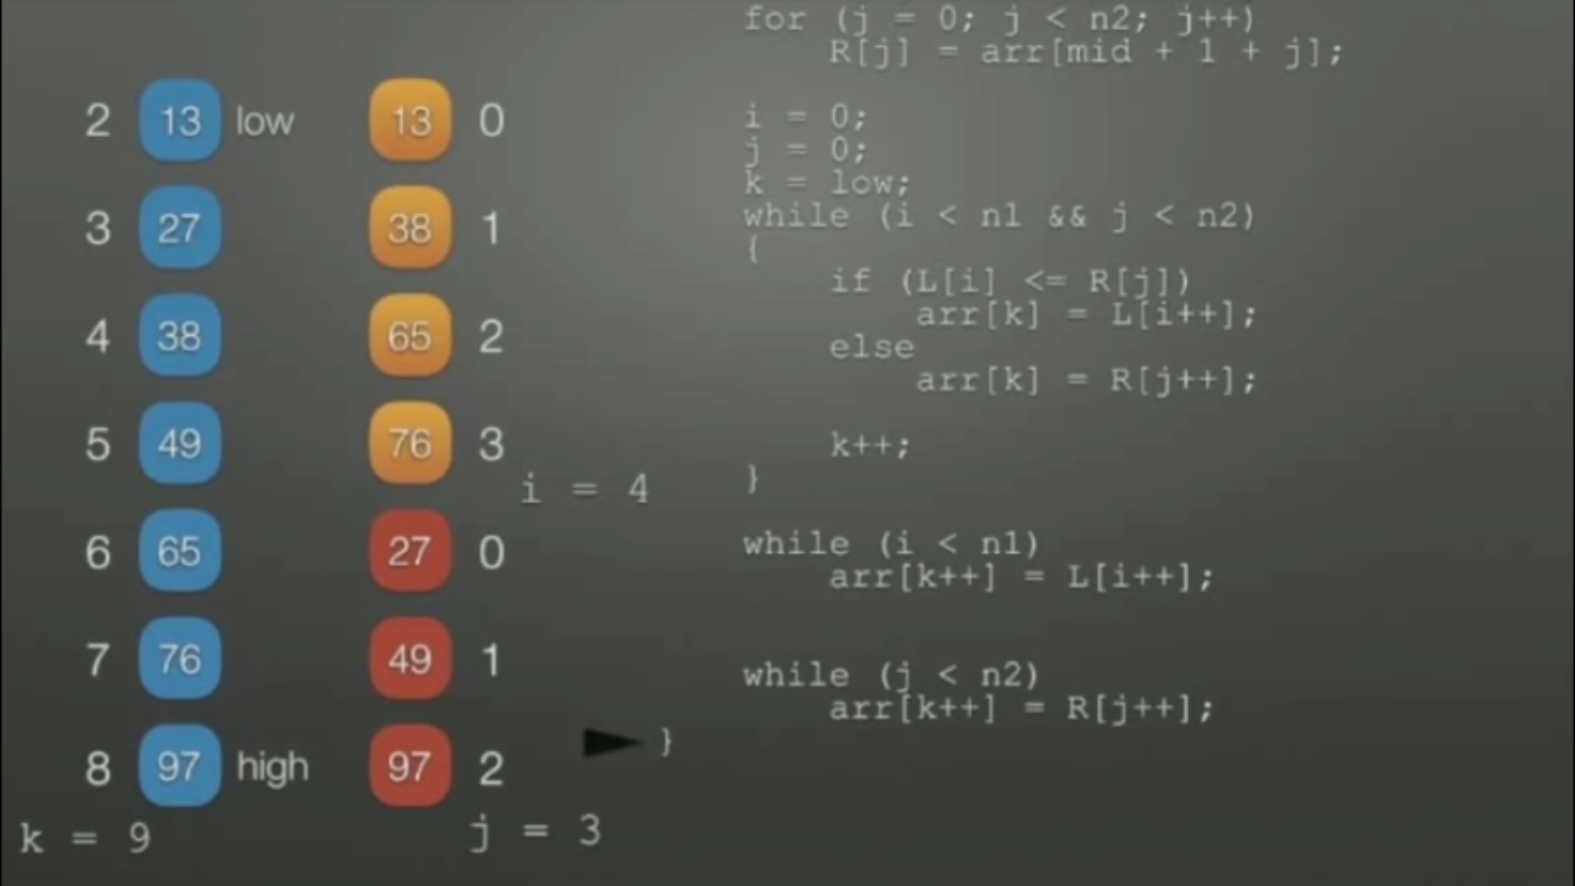 for (j = 0; j < n2; j++)
R[j] = arr[mid + 1 + j];
2 13 low 13 0
3 27 38 1
4 38 65 2
5 49 76 3
i = 4
6 65 27 0
7 76 49 1
8 97 high 97 2
k = 9
j = 3
i = 0;
j = 0;
k = low;
while (i < n1 && j < n2)
{
if (L[i] <= R[j])
arr[k] = L[i++];
else
arr[k] = R[j++];
k++;
}
while (i < n1)
arr[k++] = L[i++];
while (j < n2)
arr[k++] = R[j++];
}